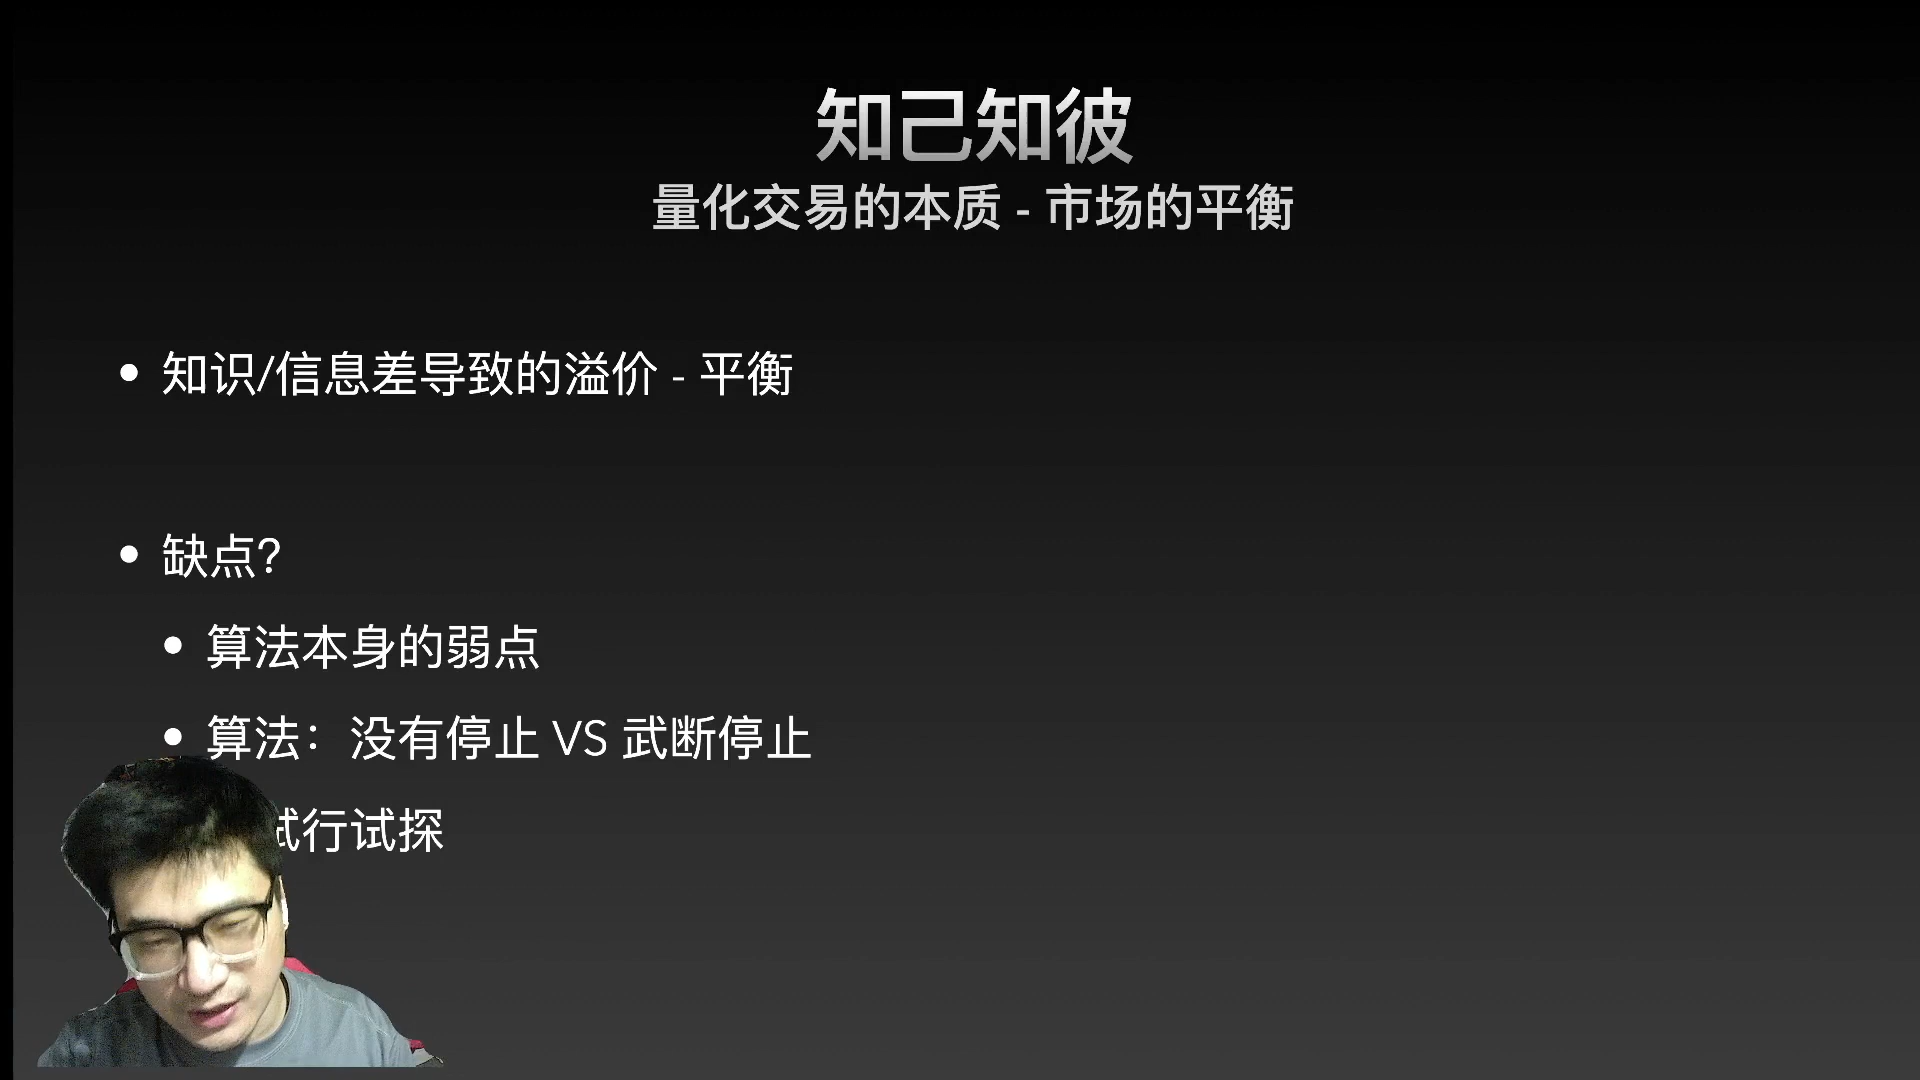 知己知彼
量化交易的本质 - 市场的平衡
知识/信息差导致的溢价 - 平衡
缺点?
算法本身的弱点
算法：没有停止 VS 武断停止
试行试探